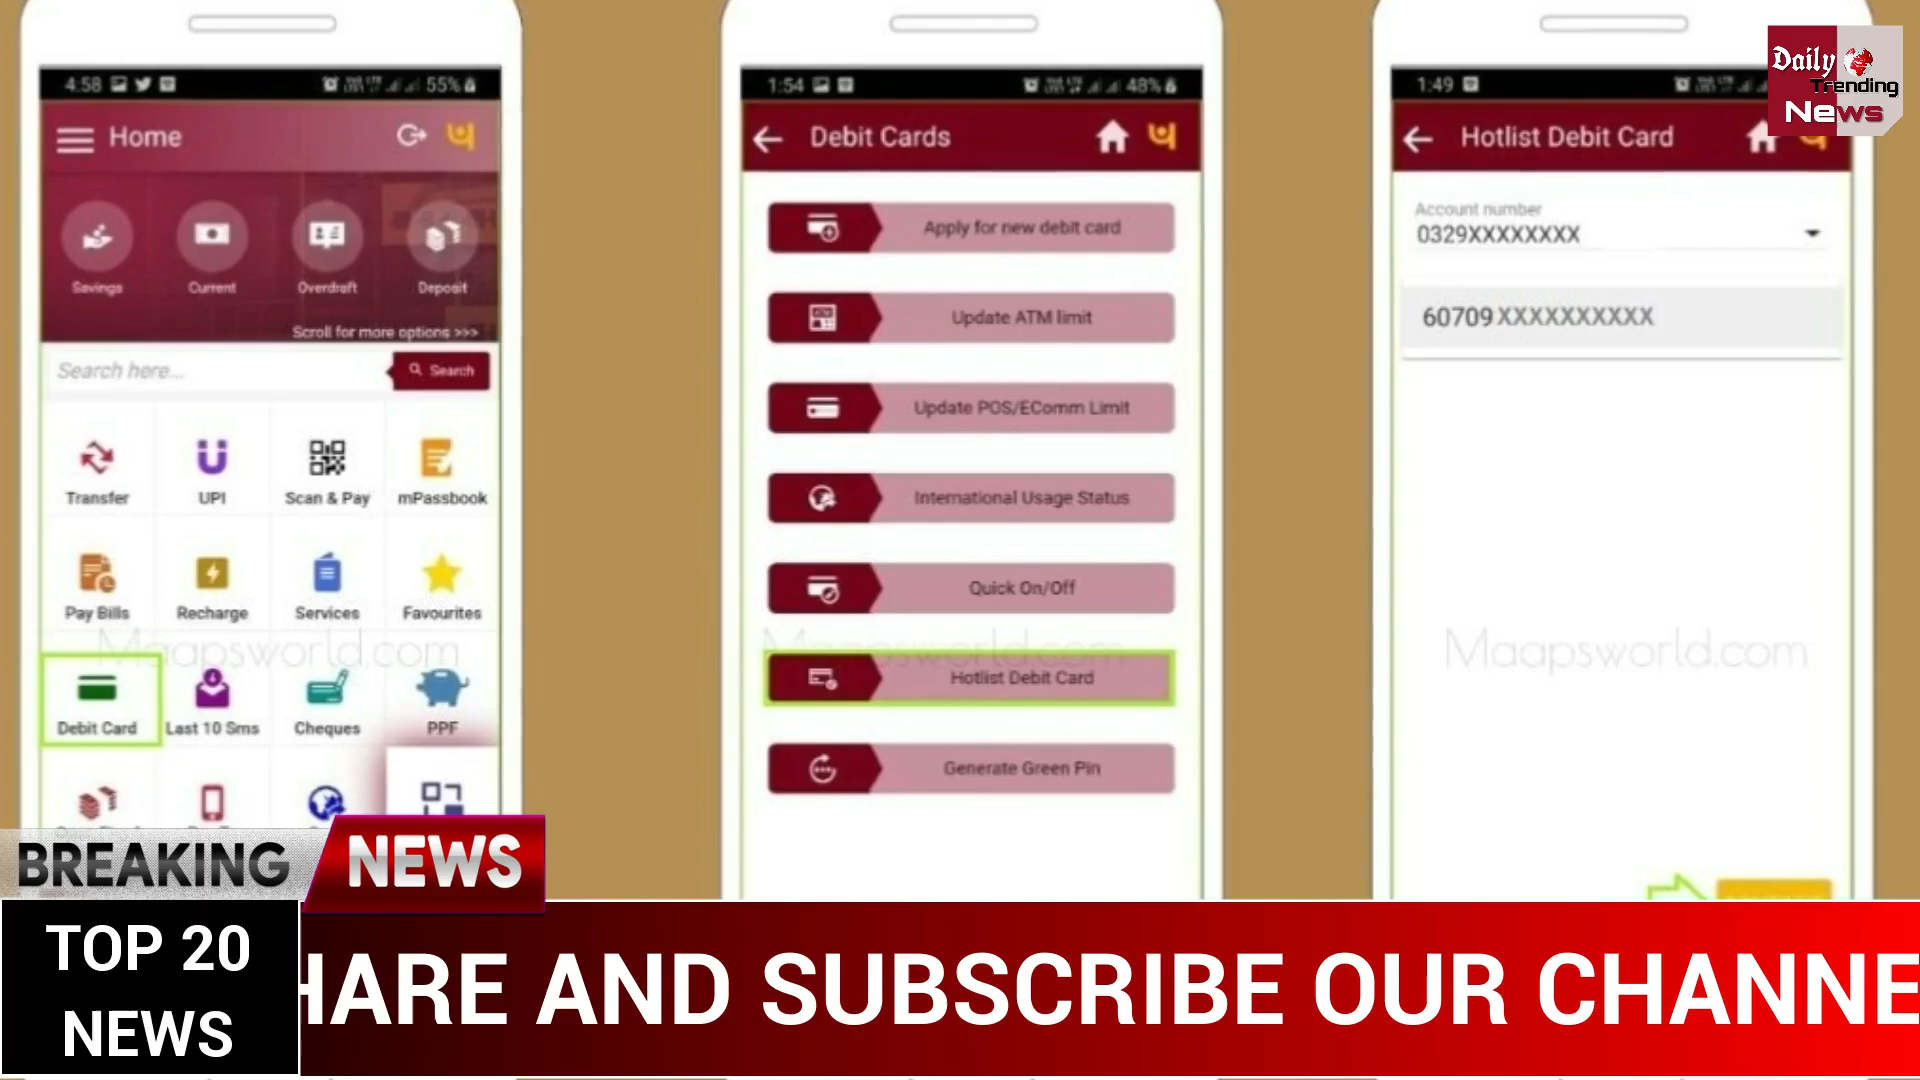 4:58
55%
Home
Savings
Current
Overdraft
Deposit
Scroll for more options >>>
Search here...
Search
Transfer
UPI
Scan & Pay
mPassbook
Pay Bills
Recharge
Services
Favourites
Maapsworld.com
Debit Card
Last 10 Sms
Cheques
PPF
1:54
48%
Debit Cards
Apply for new debit card
Update ATM limit
Update POS/EComm Limit
International Usage Status
Quick On/Off
Maapsworld.com
Hotlist Debit Card
Generate Green Pin
1:49
Hotlist Debit Card
Account number
0329XXXXXXXX
60709XXXXXXXXXX
Maapsworld.com
Daily
Trending
News
BREAKING NEWS
TOP 20
NEWS
HARE AND SUBSCRIBE OUR CHANNE